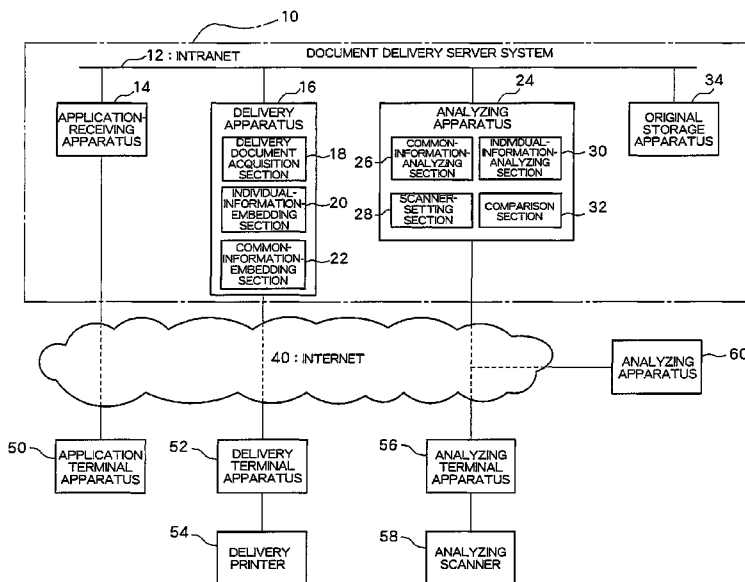 10
12 : INTRANET
DOCUMENT DELIVERY SERVER SYSTEM
14
16
24
34
APPLICATION-
RECEIVING
APPARATUS
DELIVERY
APPARATUS
DELIVERY
DOCUMENT
ACQUISITION
SECTION
18
INDIVIDUAL-
INFORMATION
EMBEDDING
SECTION
20
COMMON-
INFORMATION-
EMBEDDING
SECTION
22
ANALYZING
APPARATUS
26
COMMON-
INFORMATION-
ANALYZING
SECTION
INDIVIDUAL-
INFORMATION-
ANALYZING
SECTION
30
28
SCANNER-
SETTING
SECTION
COMPARISON
SECTION
32
ORIGINAL
STORAGE
APPARATUS
40 : INTERNET
60
ANALYZING
APPARATUS
50
APPLICATION
TERMINAL
APPARATUS
52
DELIVERY
TERMINAL
APPARATUS
56
ANALYZING
TERMINAL
APPARATUS
54
DELIVERY
PRINTER
58
ANALYZING
SCANNER